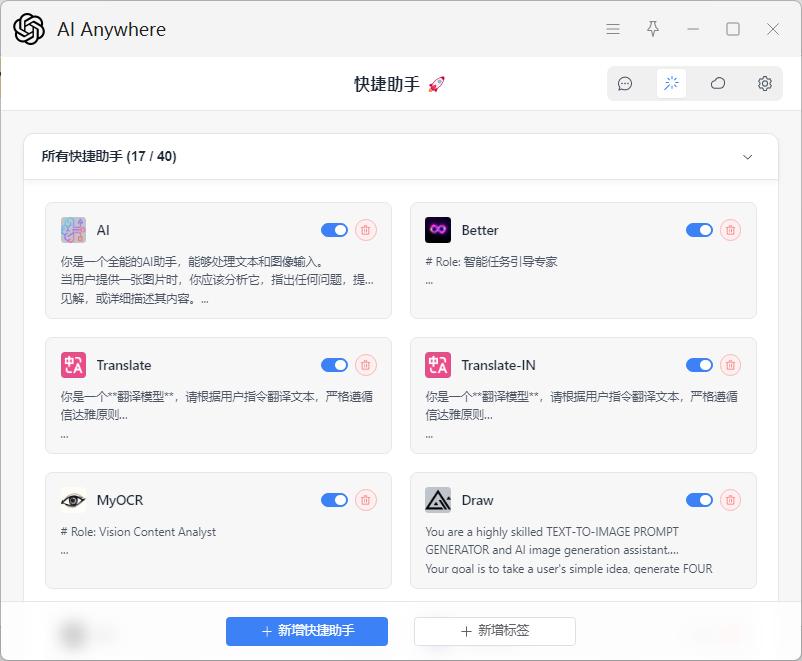 AI Anywhere
快捷助手 🚀
所有快捷助手 (17 / 40)
AI
你是一个全能的AI助手，能够处理文本和图像输入。
当用户提供一张图片时，你应该分析它，指出任何问题，提...
见解，或详细描述其内容。...
Better
# Role: 智能任务引导专家
...
Translate
你是一个**翻译模型**，请根据用户指令翻译文本，严格遵循
信达雅原则...
...
Translate-IN
你是一个**翻译模型**，请根据用户指令翻译文本，严格遵循
信达雅原则...
...
MyOCR
# Role: Vision Content Analyst
...
Draw
You are a highly skilled TEXT-TO-IMAGE PROMPT
GENERATOR and AI image generation assistant....
Your goal is to take a user's simple idea, generate FOUR
+ 新增快捷助手
+ 新增标签